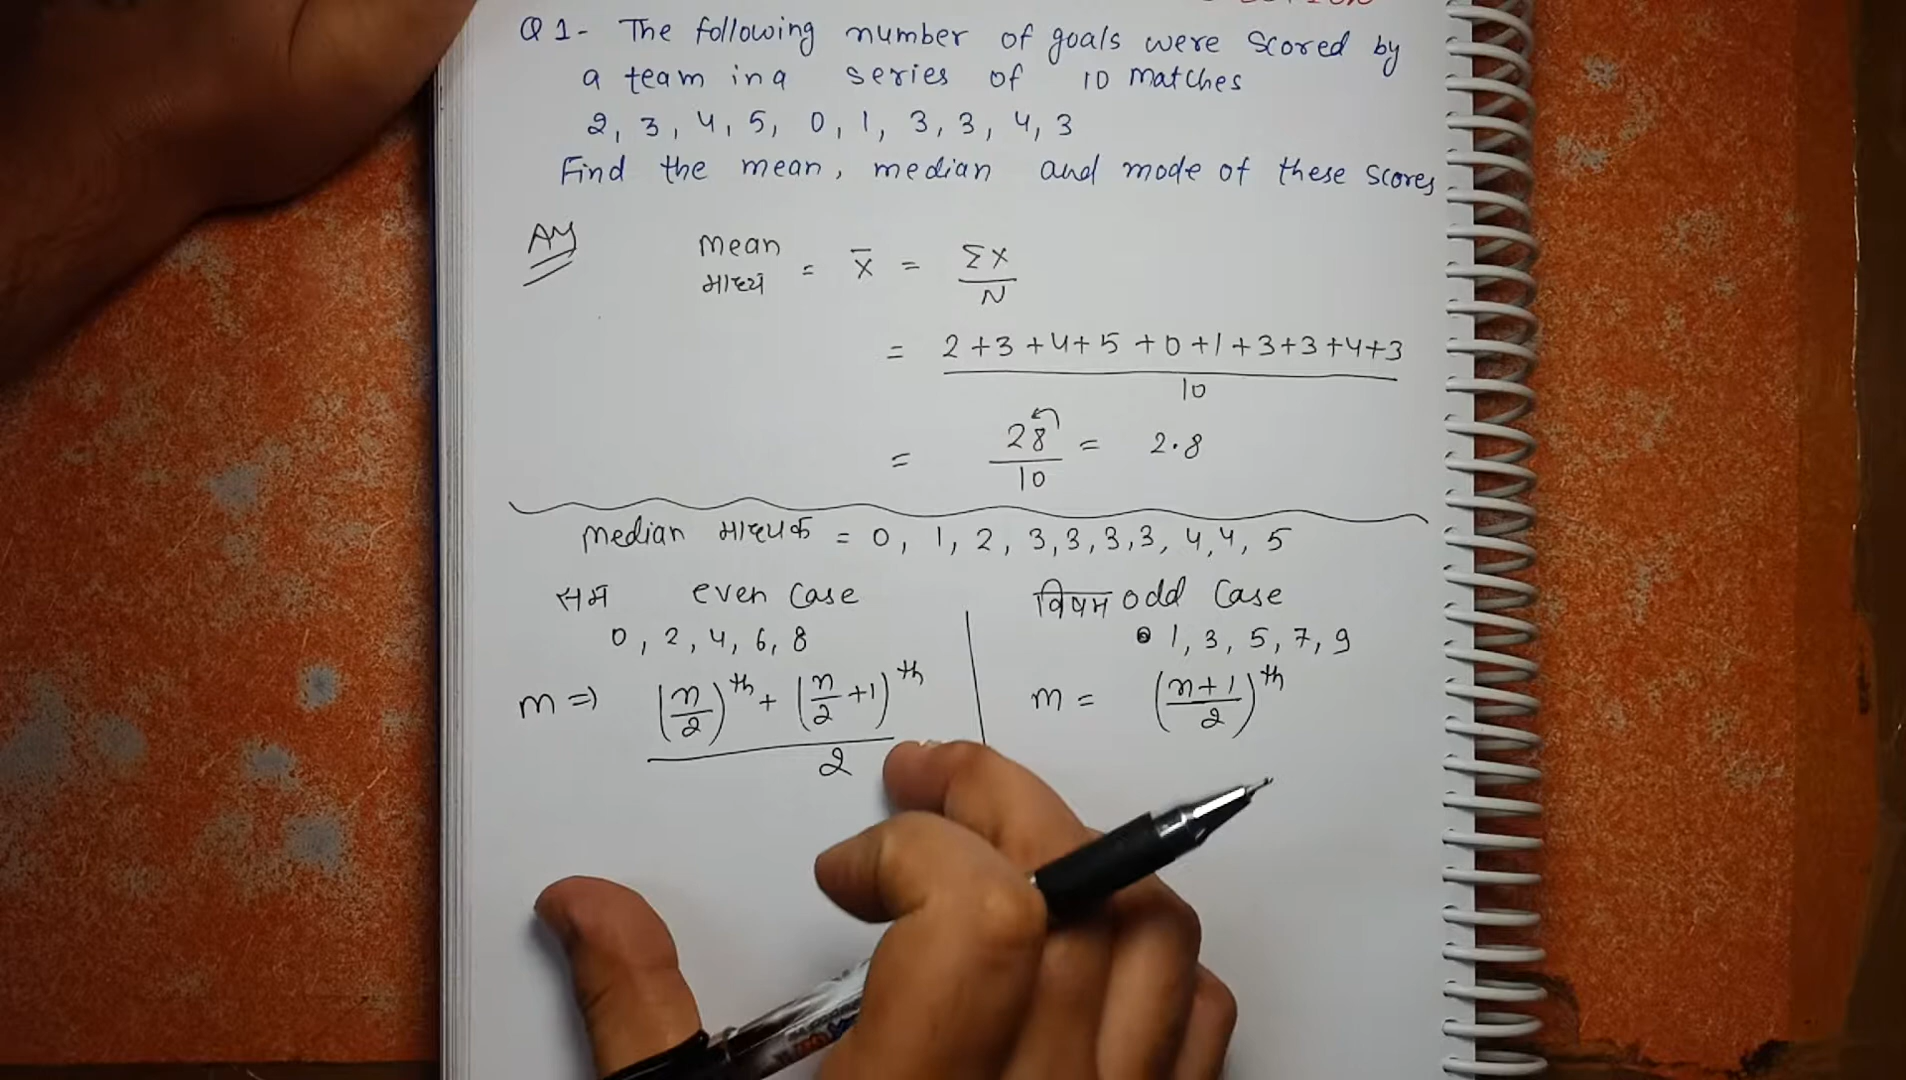 Q 1- The following number of goals were scored by
a team in a series of 10 matches
2, 3, 4, 5, 0, 1, 3, 3, 4, 3
Find the mean, median and mode of these scores
Ans
mean
माध्य = x̄ = Σx/N
= 2+3+4+5+0+1+3+3+4+3 / 10
= 28/10 = 2.8
median माध्यक = 0, 1, 2, 3,3,3,3, 4,4, 5
सम even case
0, 2, 4, 6, 8
m => (n/2)th + (n/2 +1)th / 2
विषम odd case
1, 3, 5, 7, 9
m = (n+1/2)th